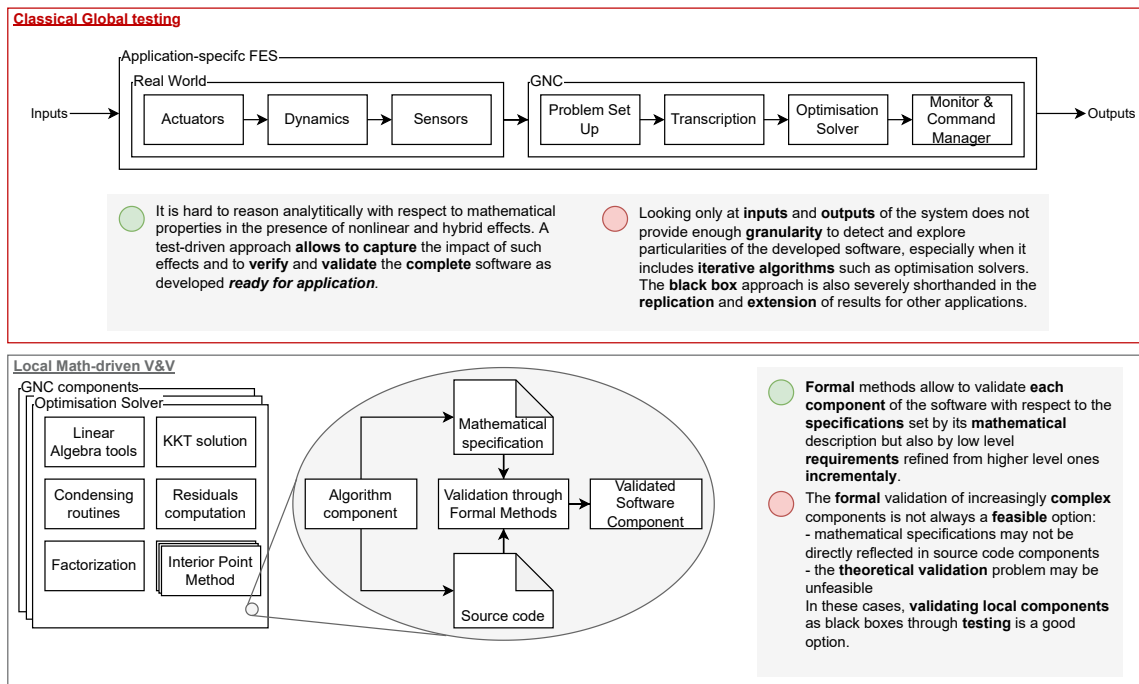 Classical Global testing
Application-specifc FES
Real World
GNC
Inputs
Actuators
Dynamics
Sensors
Problem Set
Up
Transcription
Optimisation
Solver
Monitor &
Command
Manager
Outputs
It is hard to reason analytitically with respect to mathematical
properties in the presence of nonlinear and hybrid effects. A
test-driven approach allows to capture the impact of such
effects and to verify and validate the complete software as
developed ready for application.
Looking only at inputs and outputs of the system does not
provide enough granularity to detect and explore
particularities of the developed software, especially when it
includes iterative algorithms such as optimisation solvers.
The black box approach is also severely shorthanded in the
replication and extension of results for other applications.
Local Math-driven V&V
GNC components
Optimisation Solver
Linear
Algebra tools
KKT solution
Condensing
routines
Residuals
computation
Factorization
Interior Point
Method
Algorithm
component
Mathematical
specification
Validation through
Formal Methods
Validated
Software
Component
Source code
Formal methods allow to validate each
component of the software with respect to the
specifications set by its mathematical
description but also by low level
requirements refined from higher level ones
incrementaly.
The formal validation of increasingly complex
components is not always a feasible option:
- mathematical specifications may not be
directly reflected in source code components
- the theoretical validation problem may be
unfeasible
In these cases, validating local components
as black boxes through testing is a good
option.